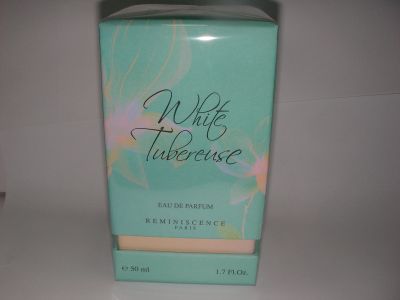 White
Tubereuse
EAU DE PARFUM
REMINISCENCE
PARIS
℮ 50 ml 1.7 Fl.Oz.